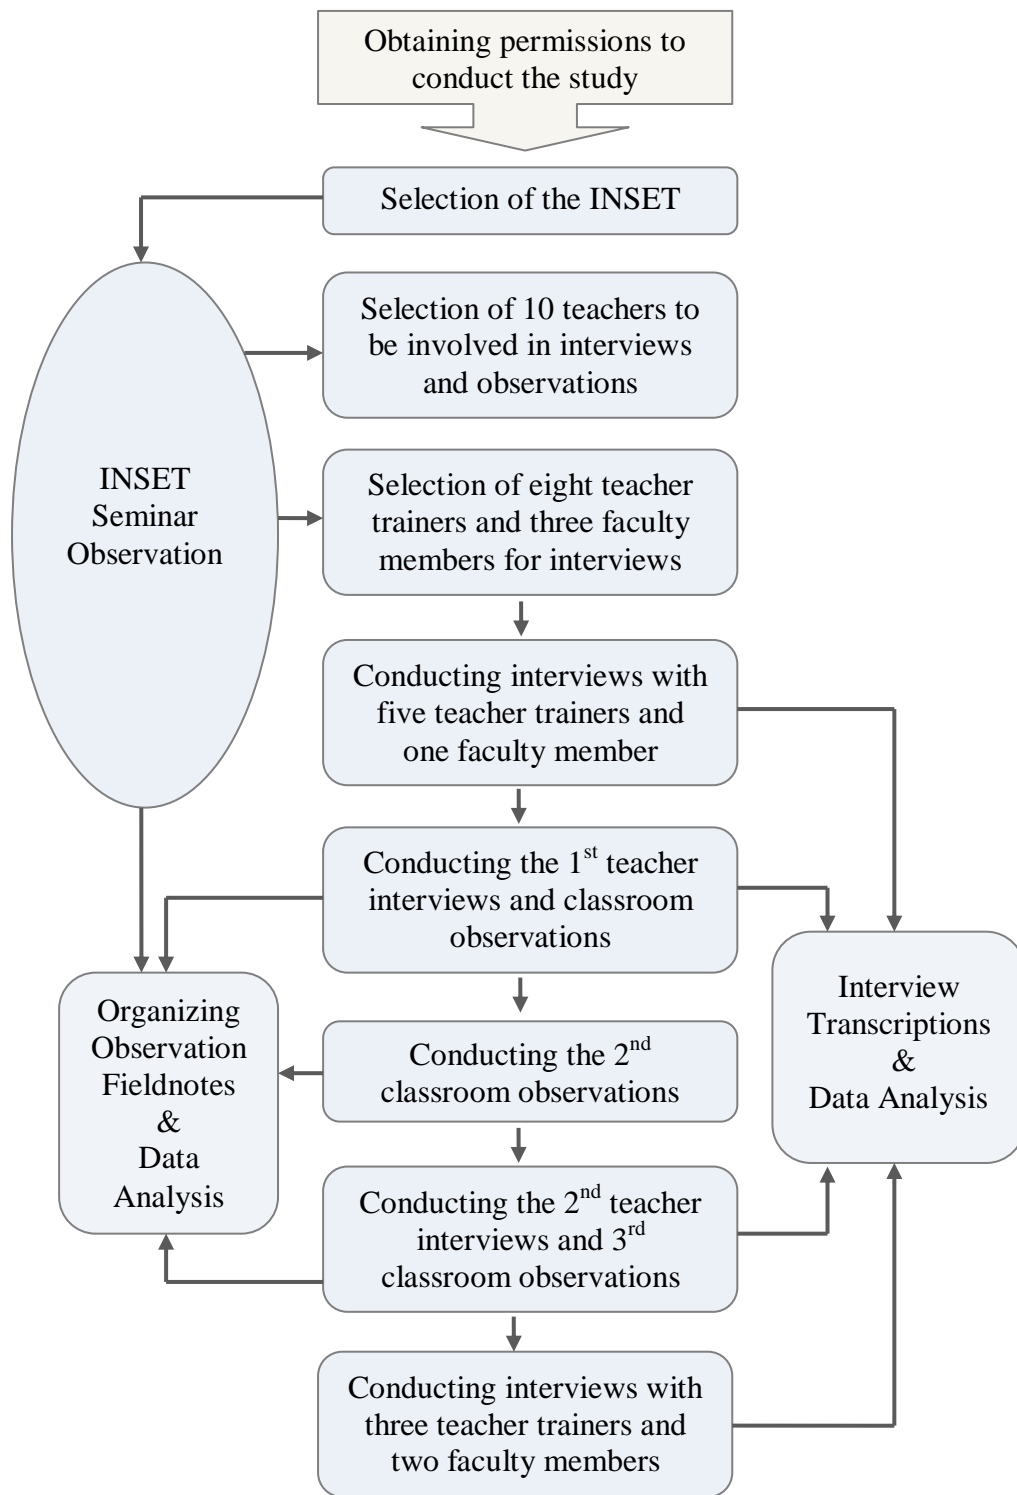 Obtaining permissions to
conduct the study
Selection of the INSET
Selection of 10 teachers to
be involved in interviews
and observations
INSET
Seminar
Observation
Selection of eight teacher
trainers and three faculty
members for interviews
Conducting interviews with
five teacher trainers and
one faculty member
Conducting the 1st teacher
interviews and classroom
observations
Organizing
Observation
Fieldnotes
&
Data
Analysis
Interview
Transcriptions
&
Data Analysis
Conducting the 2nd
classroom observations
Conducting the 2nd teacher
interviews and 3rd
classroom observations
Conducting interviews with
three teacher trainers and
two faculty members